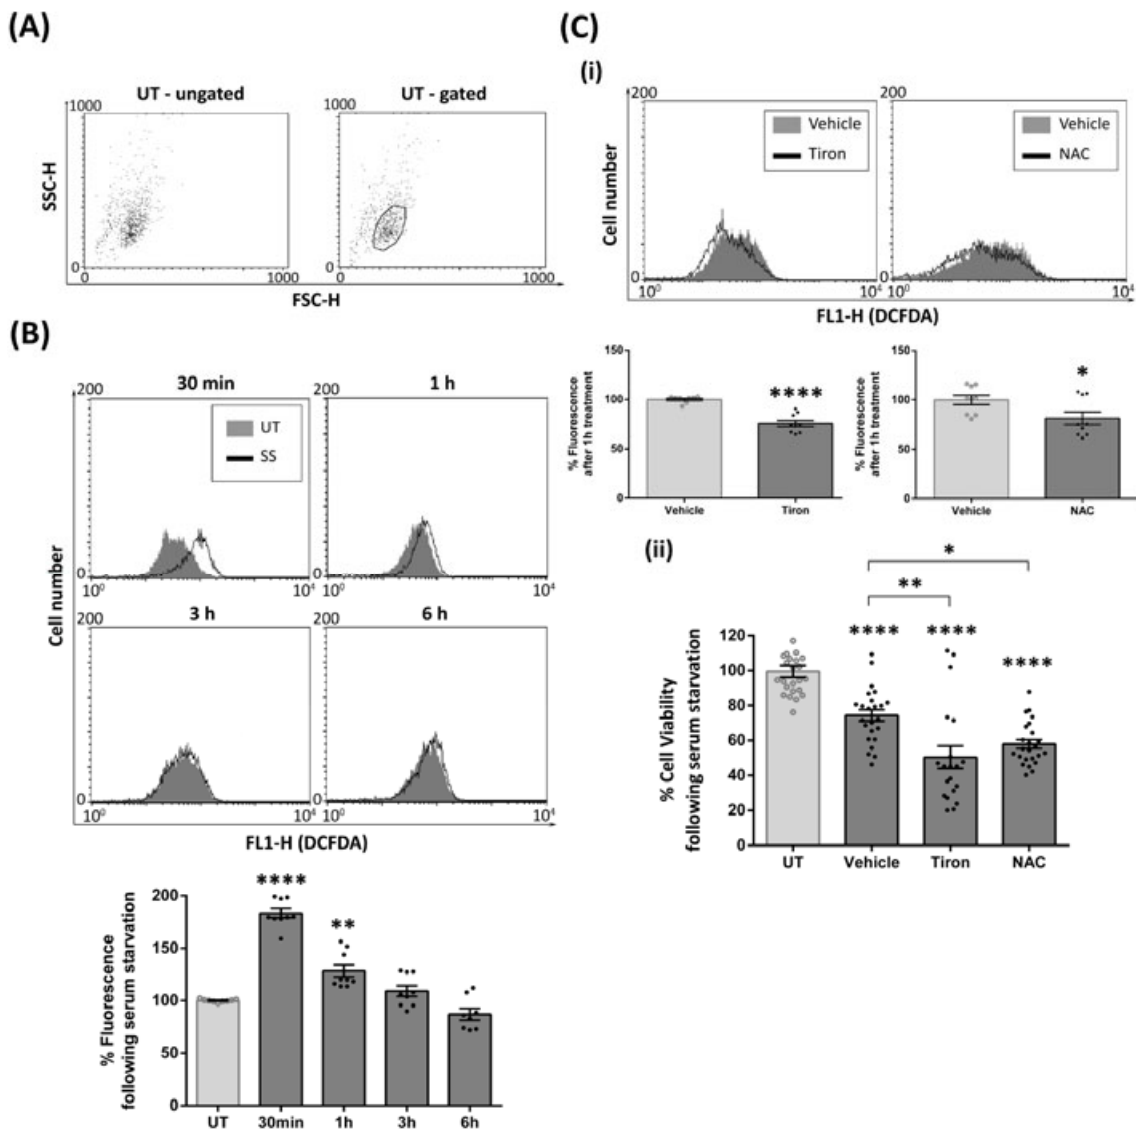 (A)
UT - ungated
UT - gated
1000
1000
SSC-H
0
0
1000
0
0
1000
FSC-H
(B)
30 min
1 h
200
200
UT
SS
0
0
10⁰
10⁴
10⁰
10⁴
Cell number
3 h
6 h
200
200
0
0
10⁰
10⁴
10⁰
10⁴
FL1-H (DCFDA)
% Fluorescence
following serum starvation
200
150
100
50
0
****
**
UT
30min
1h
3h
6h
(C)
(i)
200
200
Vehicle
Tiron
Vehicle
NAC
Cell number
0
0
10⁰
10⁴
10⁰
10⁴
FL1-H (DCFDA)
% Fluorescence
after 1h treatment
150
100
50
0
****
Vehicle
Tiron
% Fluorescence
after 1h treatment
150
100
50
0
*
Vehicle
NAC
(ii)
*
**
****
****
****
% Cell Viability
following serum starvation
120
100
80
60
40
20
0
UT
Vehicle
Tiron
NAC